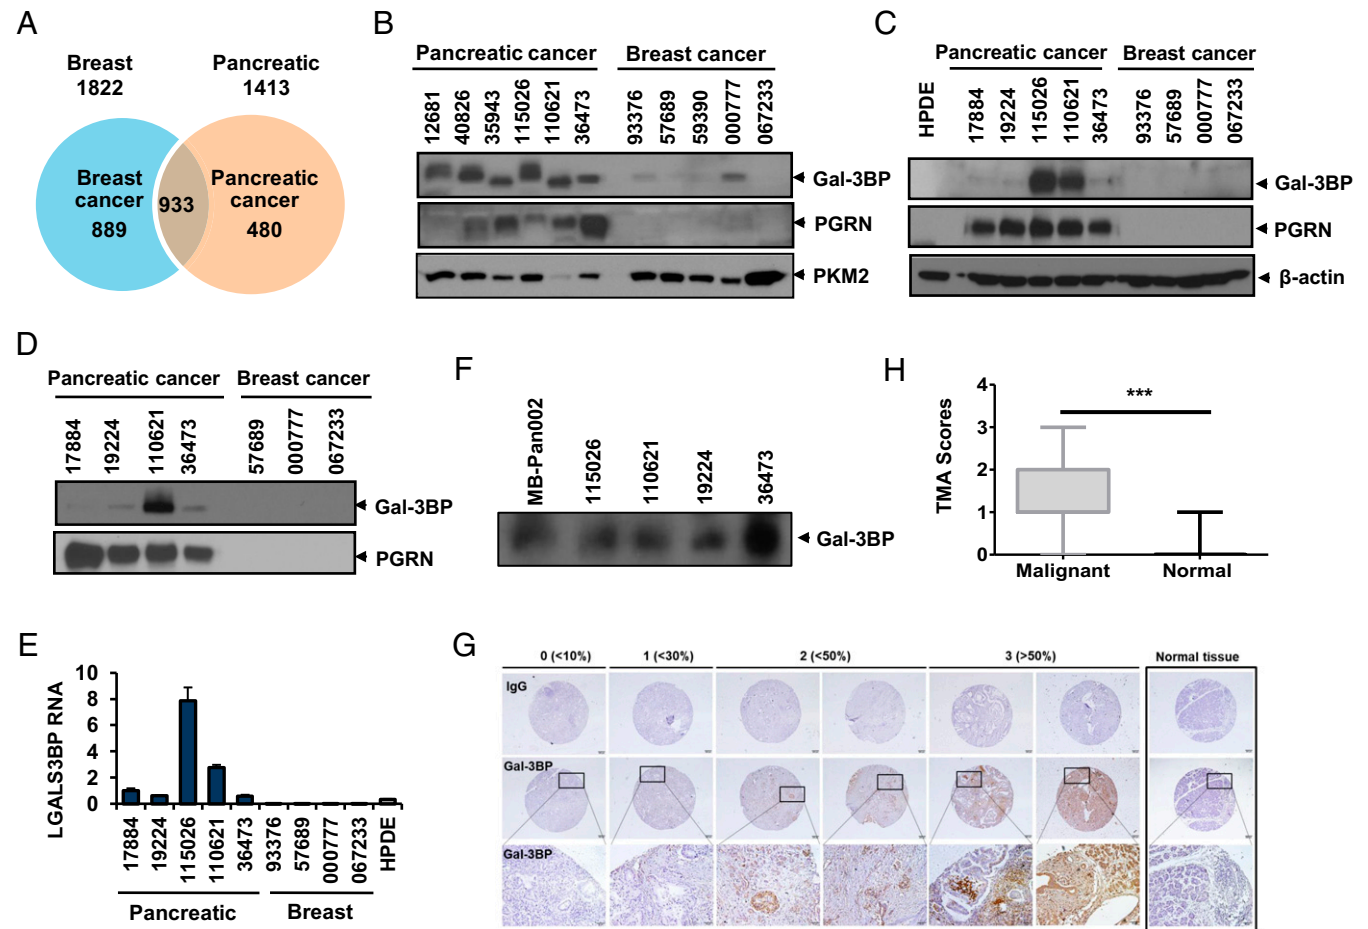 A
Breast
1822
Pancreatic
1413
Breast
cancer
889
933
Pancreatic
cancer
480
B
Pancreatic cancer
Breast cancer
12681
40826
35943
115026
110621
36473
93376
57689
59390
000777
067233
Gal-3BP
PGRN
PKM2
C
Pancreatic cancer
Breast cancer
HPDE
17884
19224
115026
110621
36473
93376
57689
000777
067233
Gal-3BP
PGRN
β-actin
D
Pancreatic cancer
Breast cancer
17884
19224
110621
36473
57689
000777
067233
Gal-3BP
PGRN
F
MB-Pan002
115026
110621
19224
36473
Gal-3BP
H
TMA Scores
4
3
2
1
0
***
Malignant
Normal
E
LGALS3BP RNA
10
8
6
4
2
0
17884
19224
115026
110621
36473
93376
57689
000777
067233
HPDE
Pancreatic
Breast
G
0 (<10%)
1 (<30%)
2 (<50%)
3 (>50%)
Normal tissue
IgG
Gal-3BP
Gal-3BP